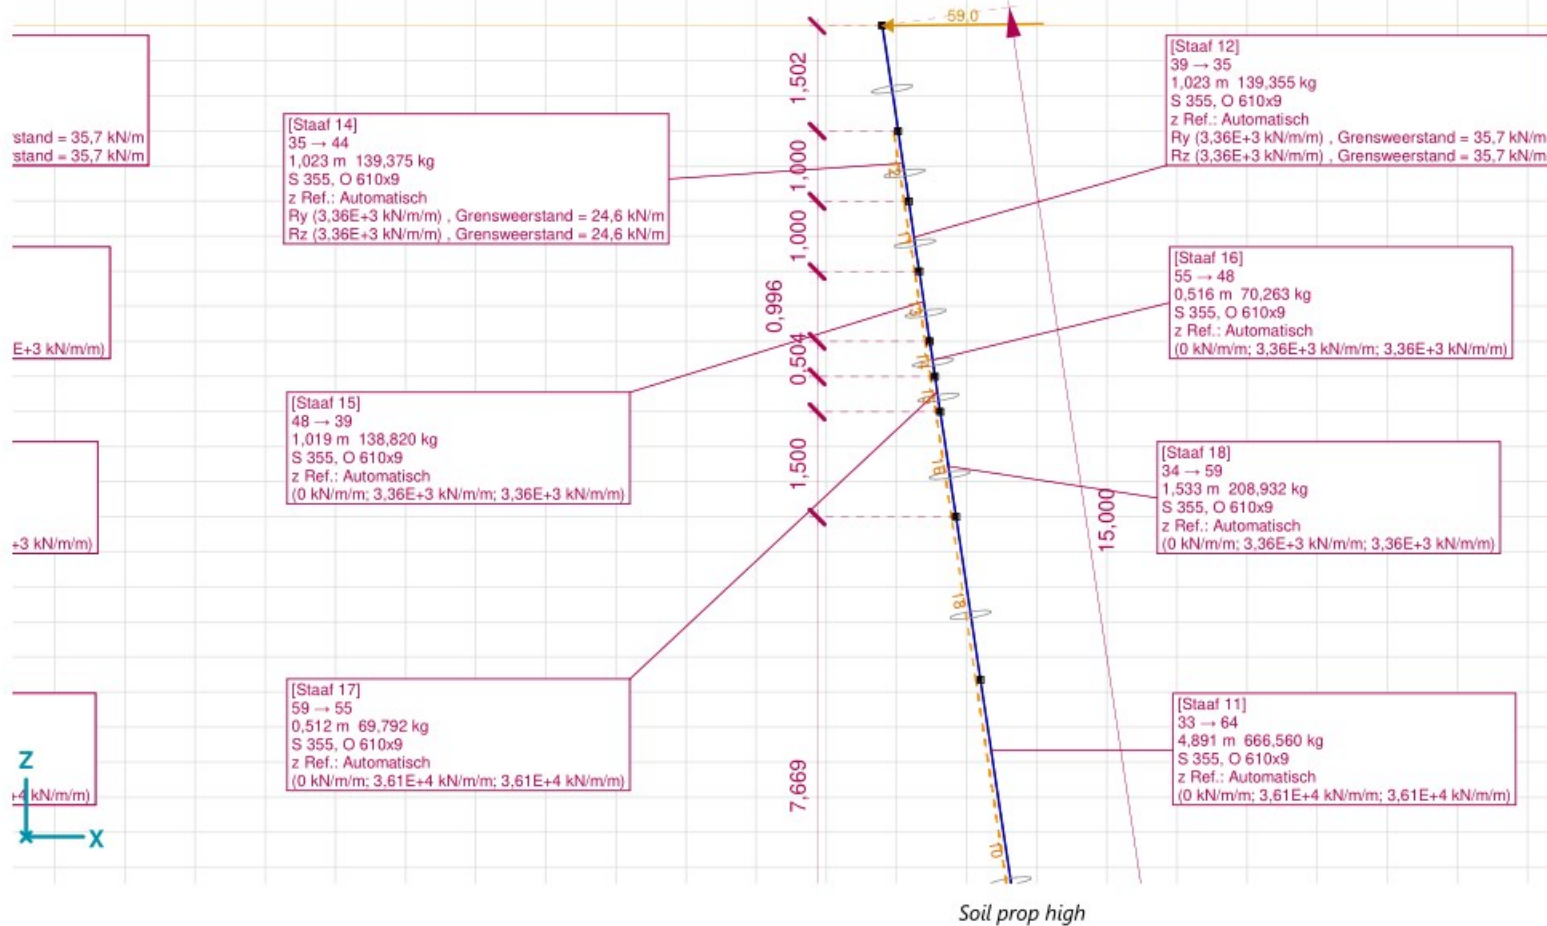 59,0
1,502
1,000
1,000
0,996
0,504
1,500
7,669
15,000
stand = 35,7 kN/m
stand = 35,7 kN/m
E+3 kN/m/m)
+3 kN/m/m)
+4 kN/m/m)
[Staaf 14]
35 → 44
1,023 m 139,375 kg
S 355, O 610x9
z Ref.: Automatisch
Ry (3,36E+3 kN/m/m) , Grensweerstand = 24,6 kN/m
Rz (3,36E+3 kN/m/m) , Grensweerstand = 24,6 kN/m
[Staaf 12]
39 → 35
1,023 m 139,355 kg
S 355, O 610x9
z Ref.: Automatisch
Ry (3,36E+3 kN/m/m) , Grensweerstand = 35,7 kN/m
Rz (3,36E+3 kN/m/m) , Grensweerstand = 35,7 kN/m
[Staaf 16]
55 → 48
0,516 m 70,263 kg
S 355, O 610x9
z Ref.: Automatisch
(0 kN/m/m; 3,36E+3 kN/m/m; 3,36E+3 kN/m/m)
[Staaf 15]
48 → 39
1,019 m 138,820 kg
S 355, O 610x9
z Ref.: Automatisch
(0 kN/m/m; 3,36E+3 kN/m/m; 3,36E+3 kN/m/m)
[Staaf 18]
34 → 59
1,533 m 208,932 kg
S 355, O 610x9
z Ref.: Automatisch
(0 kN/m/m; 3,36E+3 kN/m/m; 3,36E+3 kN/m/m)
[Staaf 17]
59 → 55
0,512 m 69,792 kg
S 355, O 610x9
z Ref.: Automatisch
(0 kN/m/m; 3,61E+4 kN/m/m; 3,61E+4 kN/m/m)
[Staaf 11]
33 → 64
4,891 m 666,560 kg
S 355, O 610x9
z Ref.: Automatisch
(0 kN/m/m; 3,61E+4 kN/m/m; 3,61E+4 kN/m/m)
18
10
Z
X
Soil prop high